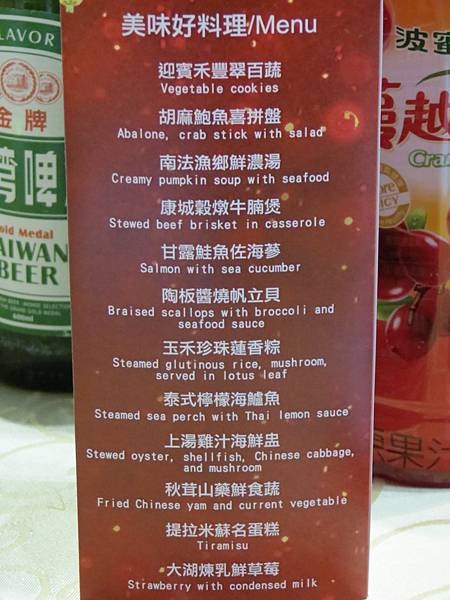 美味好料理/Menu
迎賓禾豐翠百蔬
Vegetable cookies
胡麻鮑魚喜拼盤
Abalone, crab stick with salad
南法漁鄉鮮濃湯
Creamy pumpkin soup with seafood
康城穀燉牛腩煲
Stewed beef brisket in casserole
甘露鮭魚佐海蔘
Salmon with sea cucumber
陶板醬燒帆立貝
Braised scallops with broccoli and
seafood sauce
玉禾珍珠蓮香粽
Steamed glutinous rice, mushroom,
served in lotus leaf
泰式檸檬海鱸魚
Steamed sea perch with Thai lemon sauce
上湯雞汁海鮮盅
Stewed oyster, shellfish, Chinese cabbage,
and mushroom
秋茸山藥鮮食蔬
Fried Chinese yam and current vegetable
提拉米蘇名蛋糕
Tiramisu
大湖煉乳鮮草莓
Strawberry with condensed milk
LAVOR
金牌
啤
old Medal
AIWAN
BEER
波蜜
蔓越
Cran
果汁